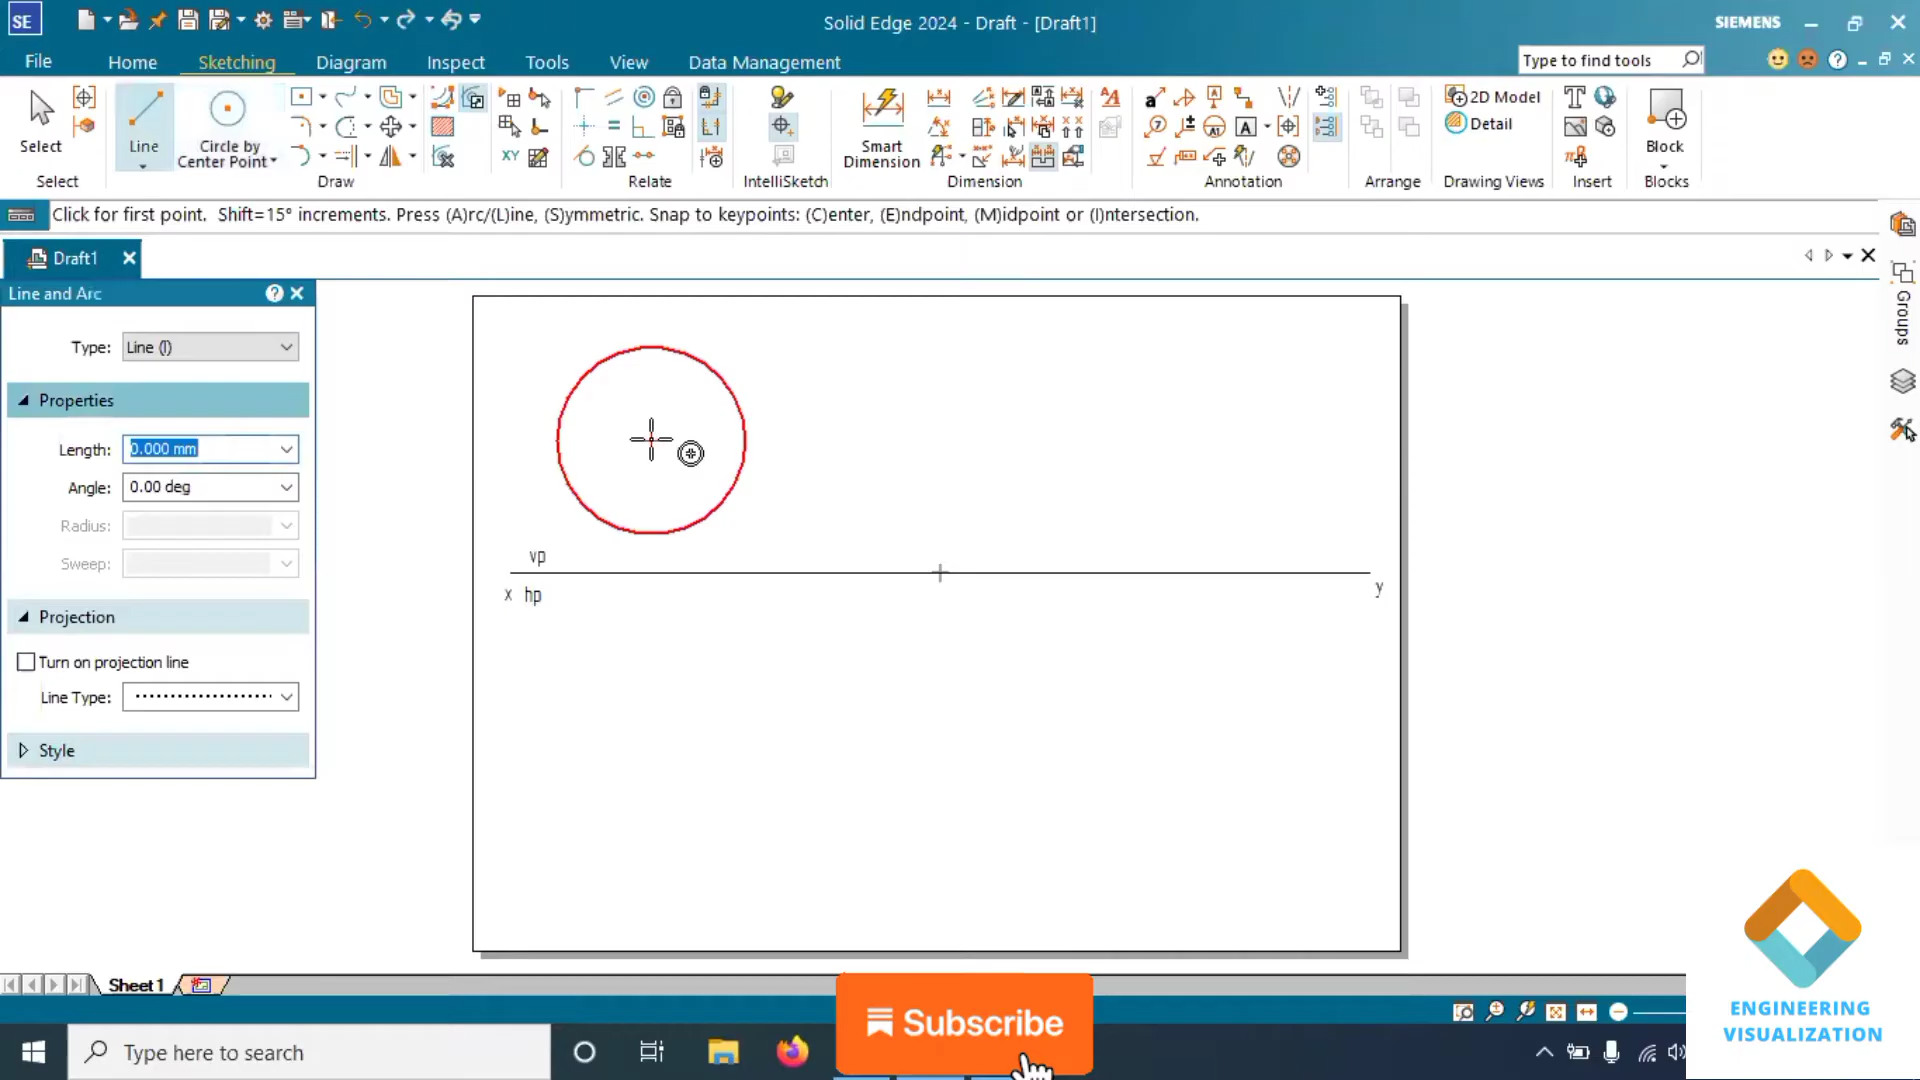 SE
Solid Edge 2024 - Draft - [Draft1]
SIEMENS
File
Home
Sketching
Diagram
Inspect
Tools
View
Data Management
Type to find tools
Select
Line
Circle by
Center Point
XY
Smart
Dimension
A
a
7
A1
A
2D Model
Detail
T
Block
Select
Draw
Relate
IntelliSketch
Dimension
Annotation
Arrange
Drawing Views
Insert
Blocks
Click for first point.  Shift=15° increments. Press (A)rc/(L)ine, (S)ymmetric. Snap to keypoints: (C)enter, (E)ndpoint, (M)idpoint or (I)ntersection.
Draft1
Line and Arc
Type: Line (l)
Properties
Length: 0.000 mm
Angle: 0.00 deg
Radius:
Sweep:
Projection
Turn on projection line
Line Type:
Style
vp
x hp
y
Groups
Sheet1
Subscribe
Type here to search
ENGINEERING
VISUALIZATION